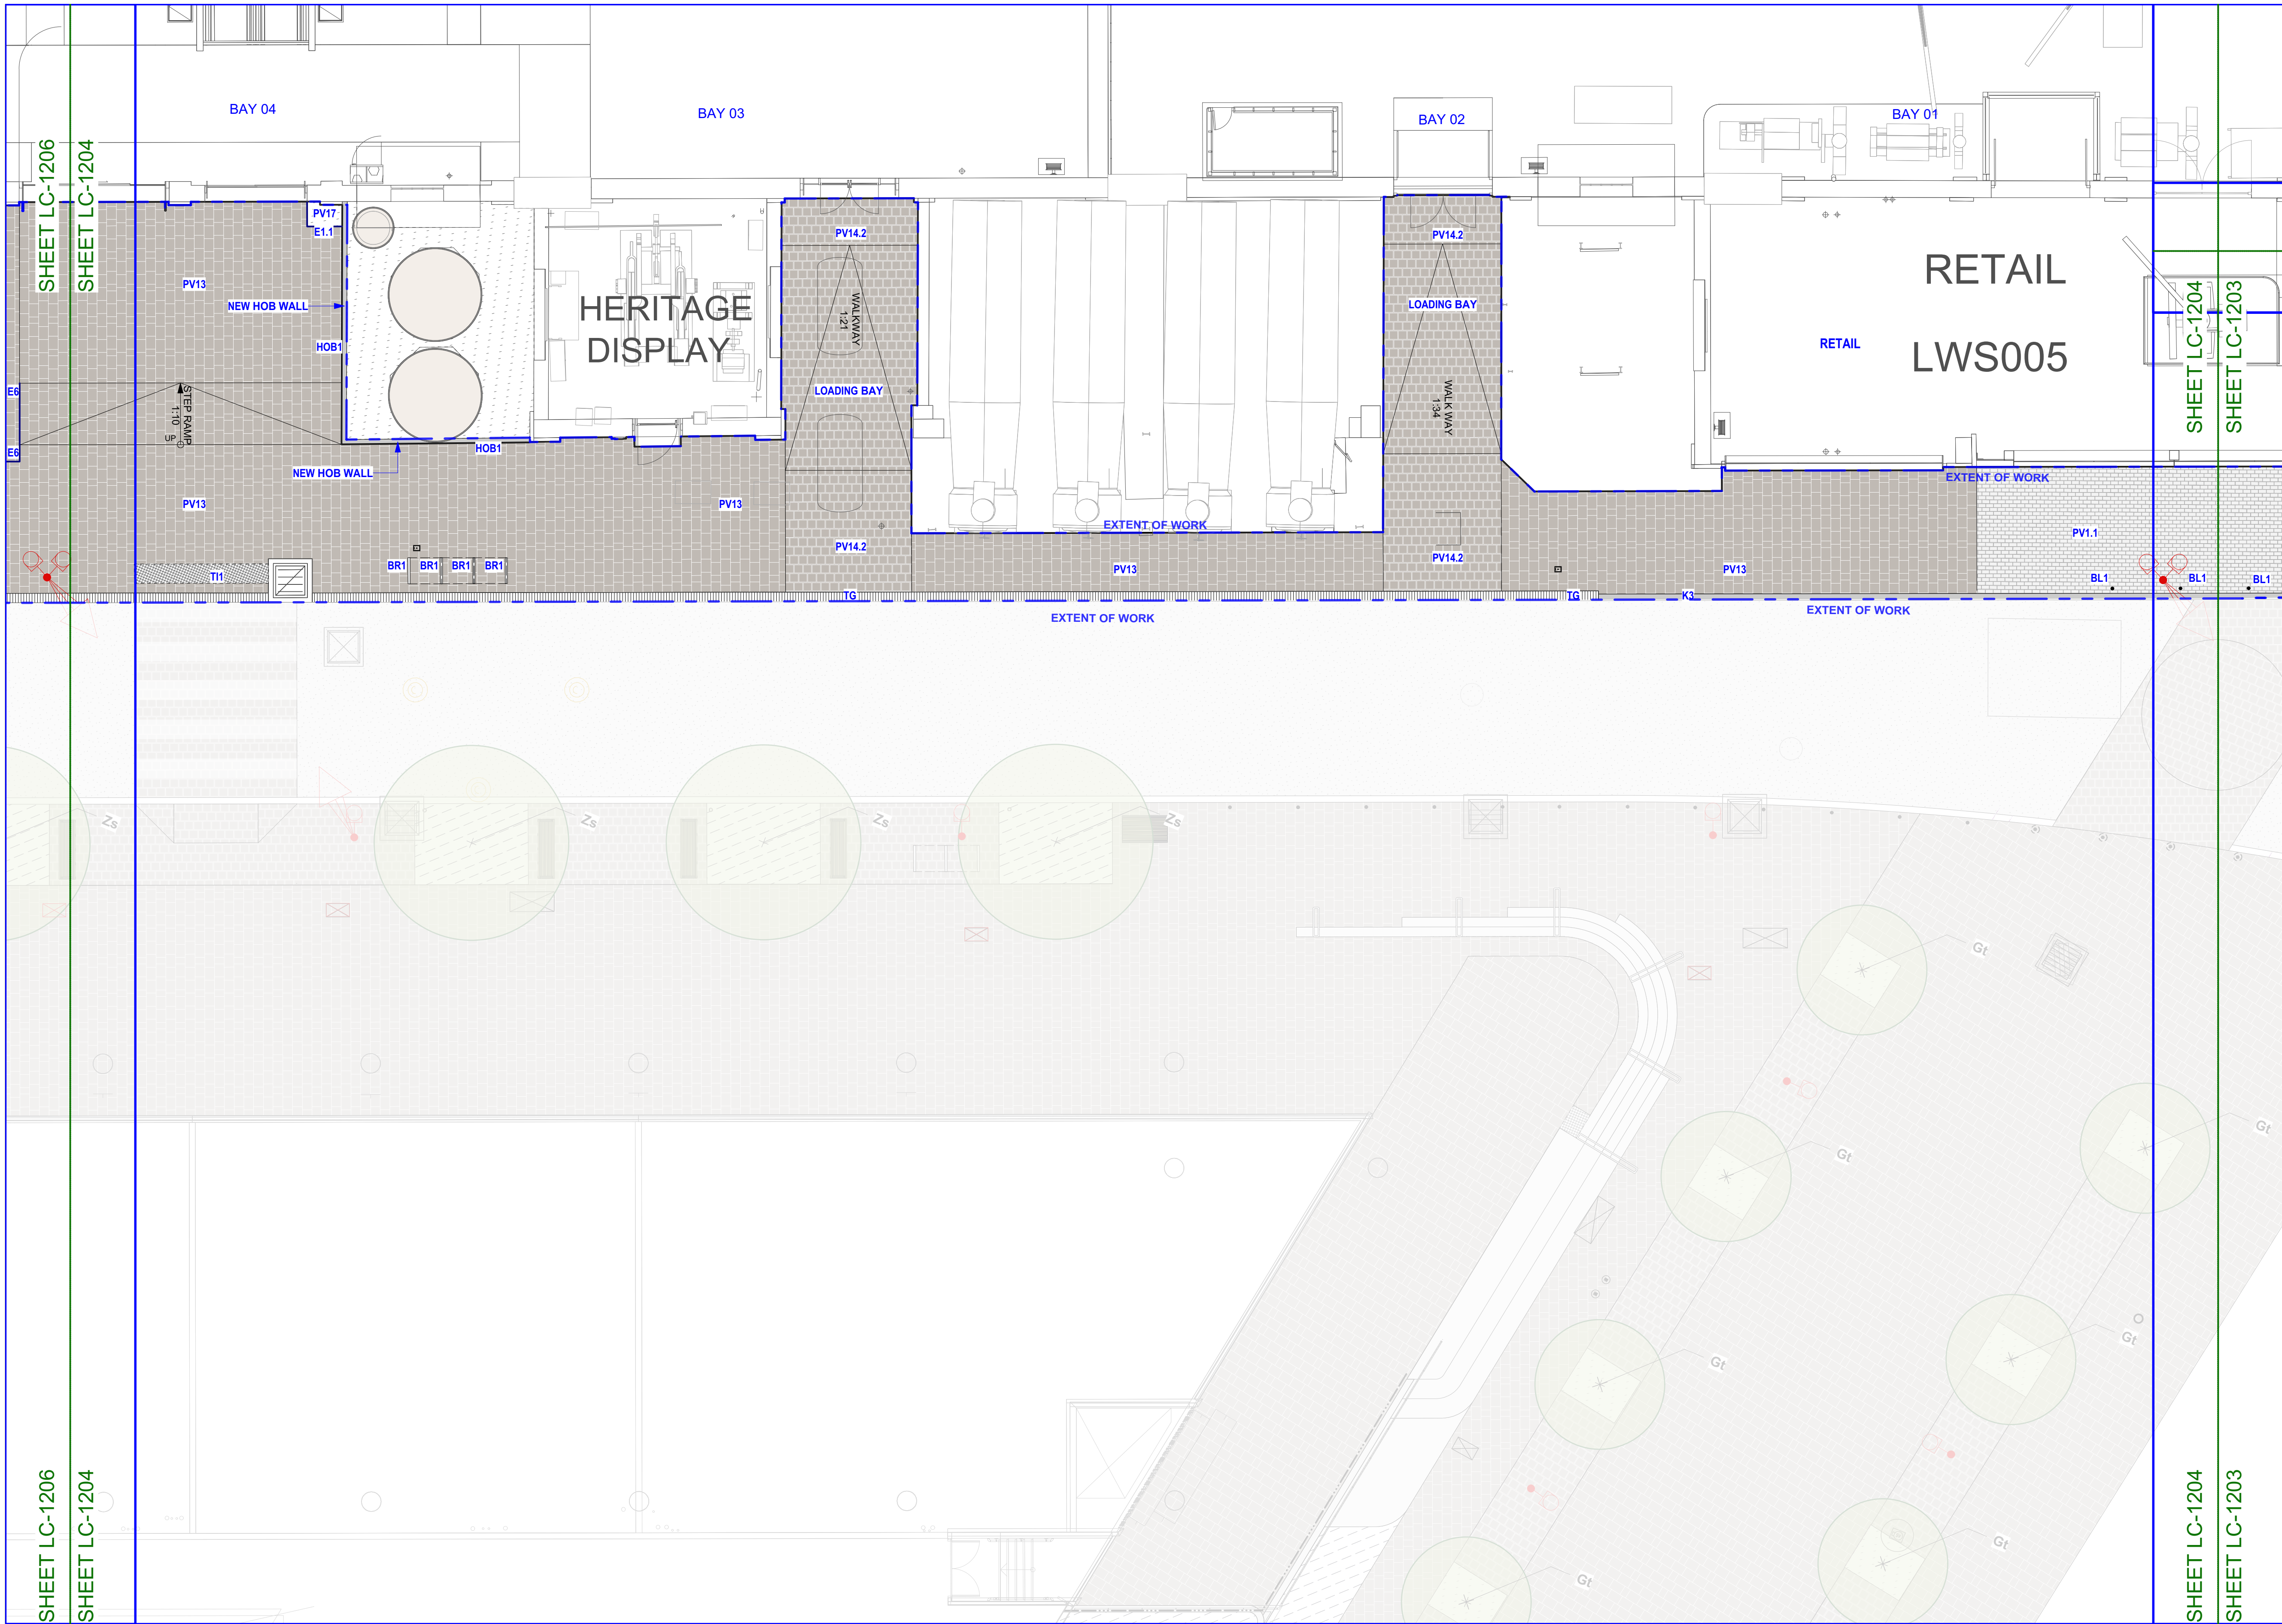 BAY 04
BAY 03
BAY 02
BAY 01
SHEET LC-1206
SHEET LC-1204
PV17
E1.1
PV14.2
PV14.2
PV13
NEW HOB WALL
HOB1
HERITAGE
DISPLAY
WALKWAY
1:21
LOADING BAY
LOADING BAY
WALK WAY
1:34
RETAIL
RETAIL
LWS005
SHEET LC-1204
SHEET LC-1203
E6
STEP RAMP
1:10
UP
E6
HOB1
NEW HOB WALL
EXTENT OF WORK
PV13
PV13
EXTENT OF WORK
PV1.1
PV14.2
PV14.2
BR1
BR1
BR1
BR1
TI1
PV13
PV13
BL1
BL1
BL1
TG
TG
K3
EXTENT OF WORK
EXTENT OF WORK
Zs
Zs
Zs
Zs
Gt
Gt
Gt
Gt
Gt
Gt
Gt
SHEET LC-1206
SHEET LC-1204
SHEET LC-1204
SHEET LC-1203